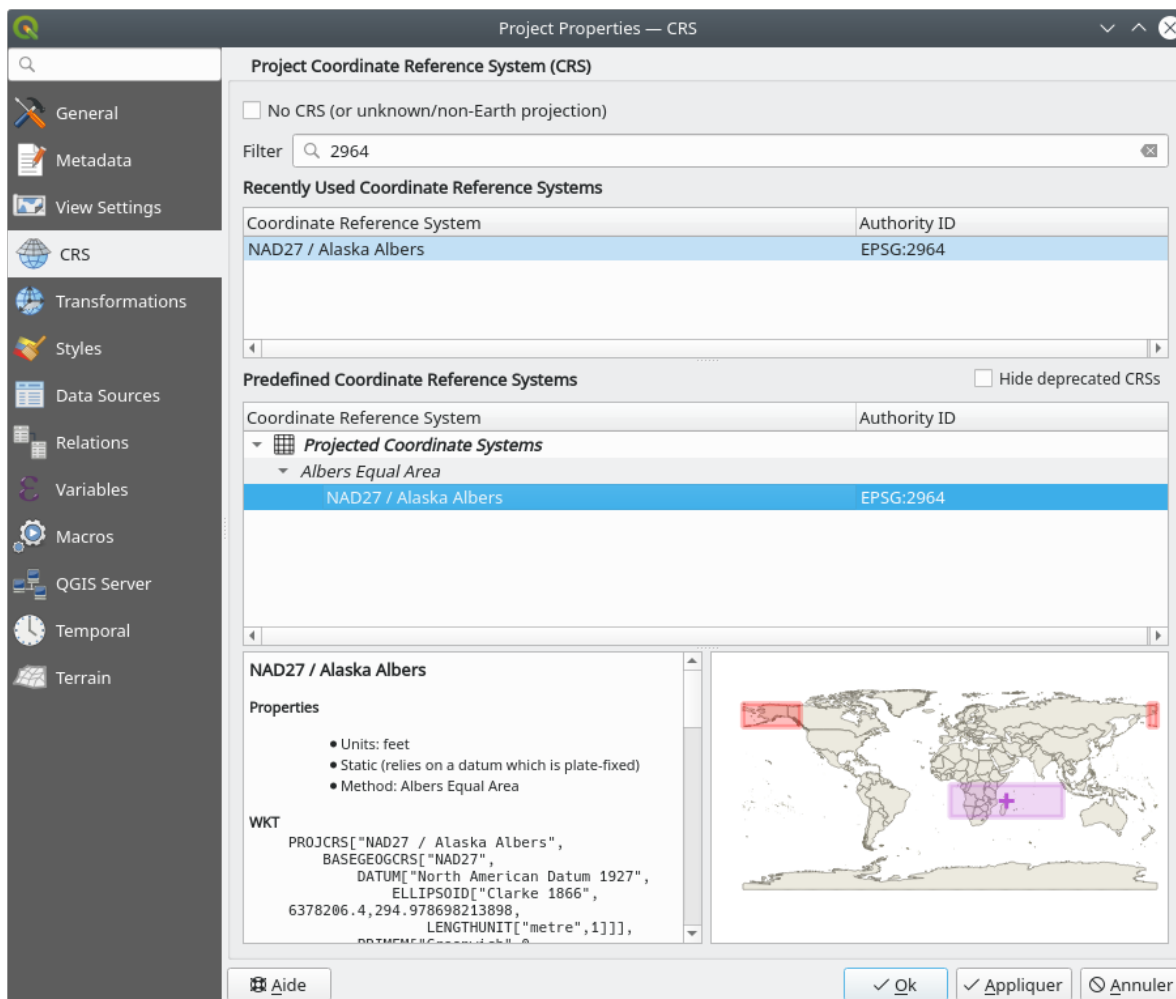 Project Properties — CRS
Project Coordinate Reference System (CRS)
General
Metadata
View Settings
CRS
Transformations
Styles
Data Sources
Relations
Variables
Macros
QGIS Server
Temporal
Terrain
No CRS (or unknown/non-Earth projection)
Filter 2964
Recently Used Coordinate Reference Systems
Coordinate Reference System Authority ID
NAD27 / Alaska Albers EPSG:2964
Predefined Coordinate Reference Systems Hide deprecated CRSs
Coordinate Reference System Authority ID
Projected Coordinate Systems
Albers Equal Area
NAD27 / Alaska Albers EPSG:2964
NAD27 / Alaska Albers
Properties
• Units: feet
• Static (relies on a datum which is plate-fixed)
• Method: Albers Equal Area
WKT
PROJCRS["NAD27 / Alaska Albers",
BASEGEOGCRS["NAD27",
DATUM["North American Datum 1927",
ELLIPSOID["Clarke 1866",
6378206.4,294.978698213898,
LENGTHUNIT["metre",1]]],
PRIMEM["Greenwich",0,
Aide Ok Appliquer Annuler